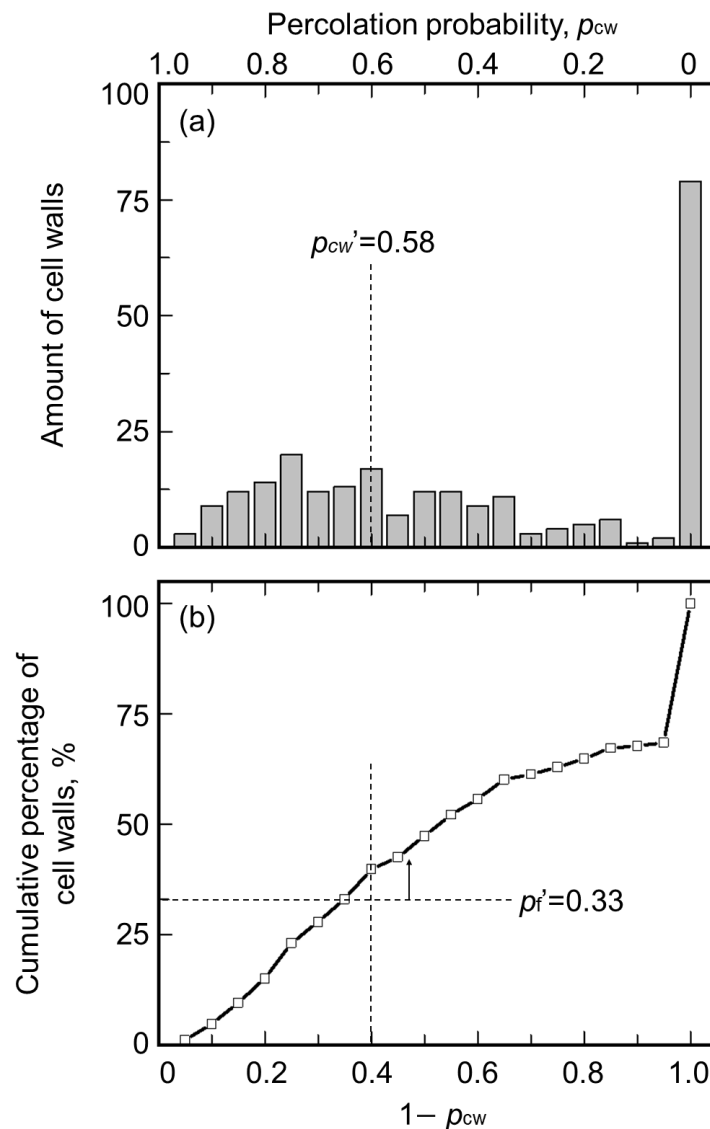 Percolation probability, pcw
1.0 0.8 0.6 0.4 0.2 0
100
(a)
75
pcw’=0.58
50
25
0
Amount of cell walls
100
(b)
75
50
pf’=0.33
25
0
Cumulative percentage of
cell walls, %
0 0.2 0.4 0.6 0.8 1.0
1− pcw